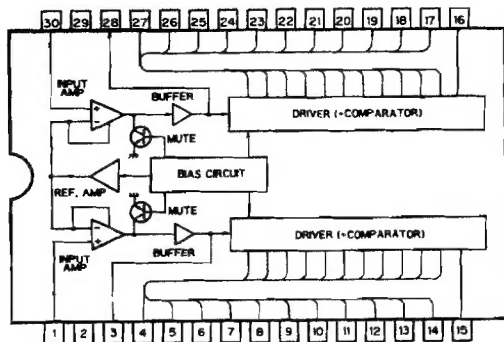 30 29 28 27 26 25 24 23 22 21 20 19 18 17 16
INPUT
AMP
BUFFER
DRIVER (+COMPARATOR)
MUTE
REF. AMP
BIAS CIRCUIT
MUTE
INPUT
AMP
BUFFER
DRIVER (+COMPARATOR)
1 2 3 4 5 6 7 8 9 10 11 12 13 14 15